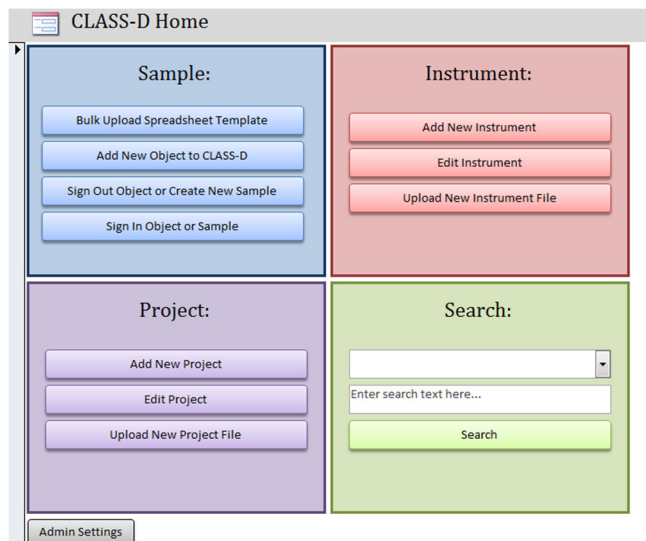 CLASS-D Home
Sample:
Bulk Upload Spreadsheet Template
Add New Object to CLASS-D
Sign Out Object or Create New Sample
Sign In Object or Sample
Instrument:
Add New Instrument
Edit Instrument
Upload New Instrument File
Project:
Add New Project
Edit Project
Upload New Project File
Search:
Enter search text here...
Search
Admin Settings